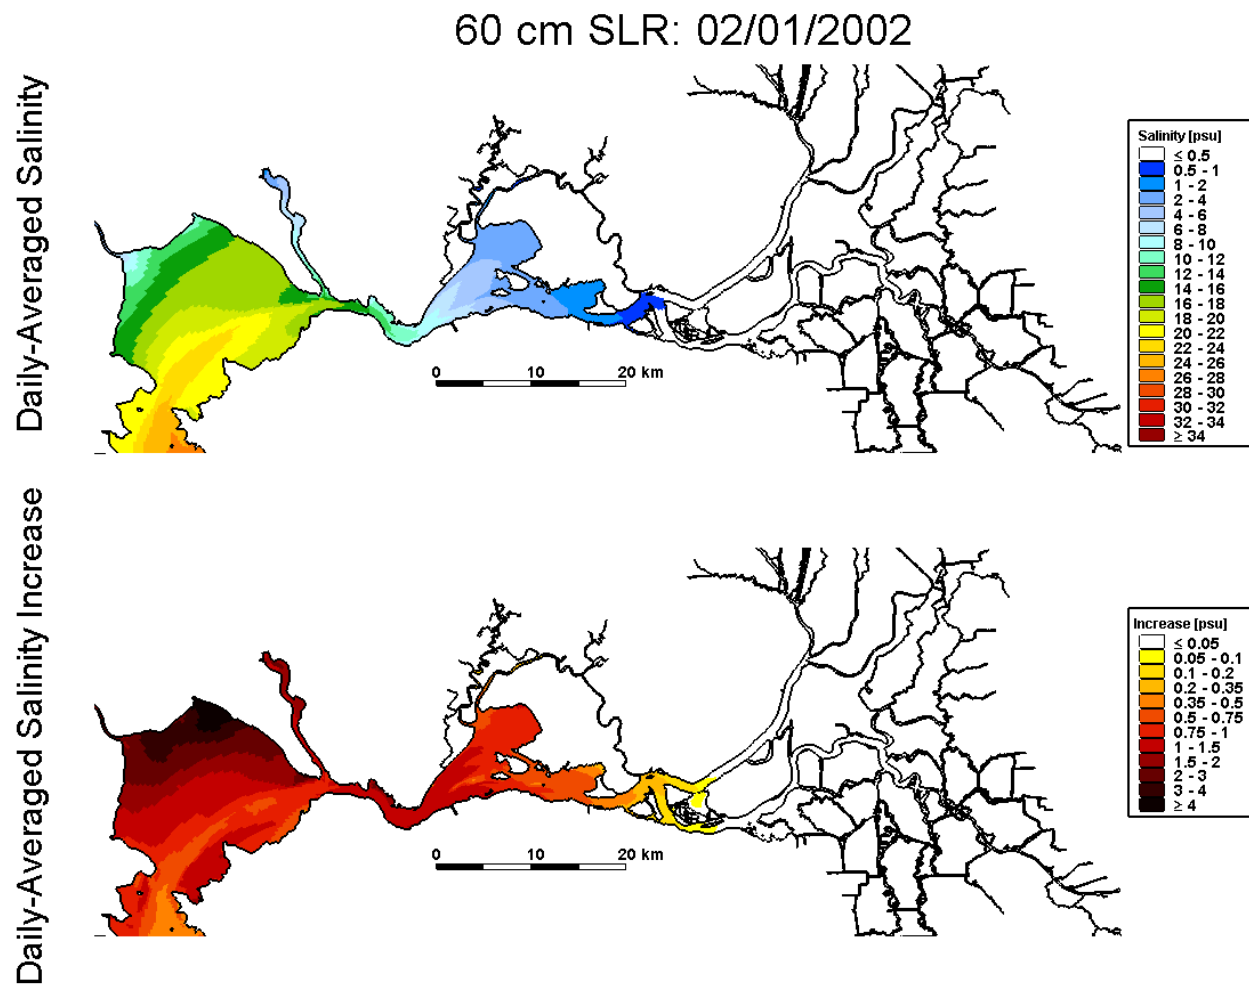 60 cm SLR: 02/01/2002
Daily-Averaged Salinity
Salinity [psu]
≤ 0.5
0.5 - 1
1 - 2
2 - 4
4 - 6
6 - 8
8 - 10
10 - 12
12 - 14
14 - 16
16 - 18
18 - 20
20 - 22
22 - 24
24 - 26
26 - 28
28 - 30
30 - 32
32 - 34
≥ 34
0 10 20 km
Daily-Averaged Salinity Increase
Increase [psu]
≤ 0.05
0.05 - 0.1
0.1 - 0.2
0.2 - 0.35
0.35 - 0.5
0.5 - 0.75
0.75 - 1
1 - 1.5
1.5 - 2
2 - 3
3 - 4
≥ 4
0 10 20 km